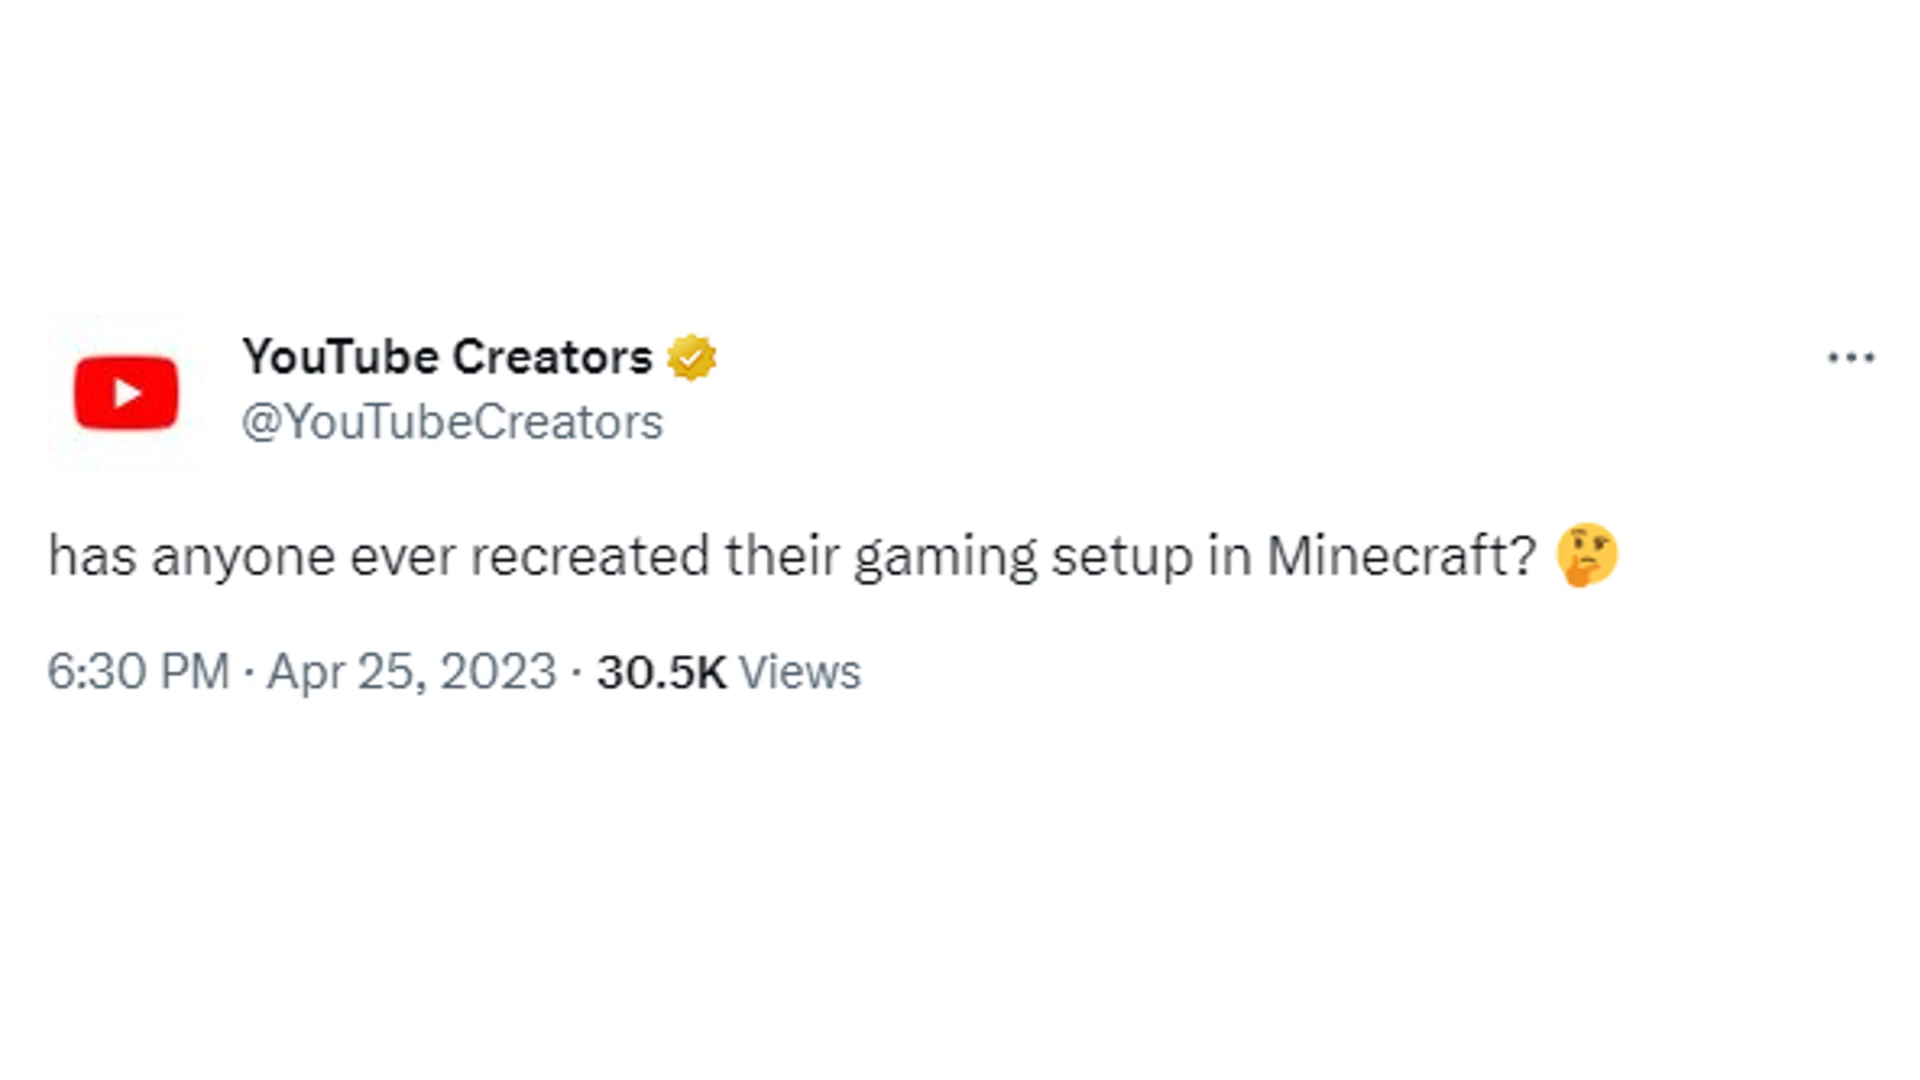 YouTube Creators
@YouTubeCreators
has anyone ever recreated their gaming setup in Minecraft? 🤔
6:30 PM · Apr 25, 2023 · 30.5K Views